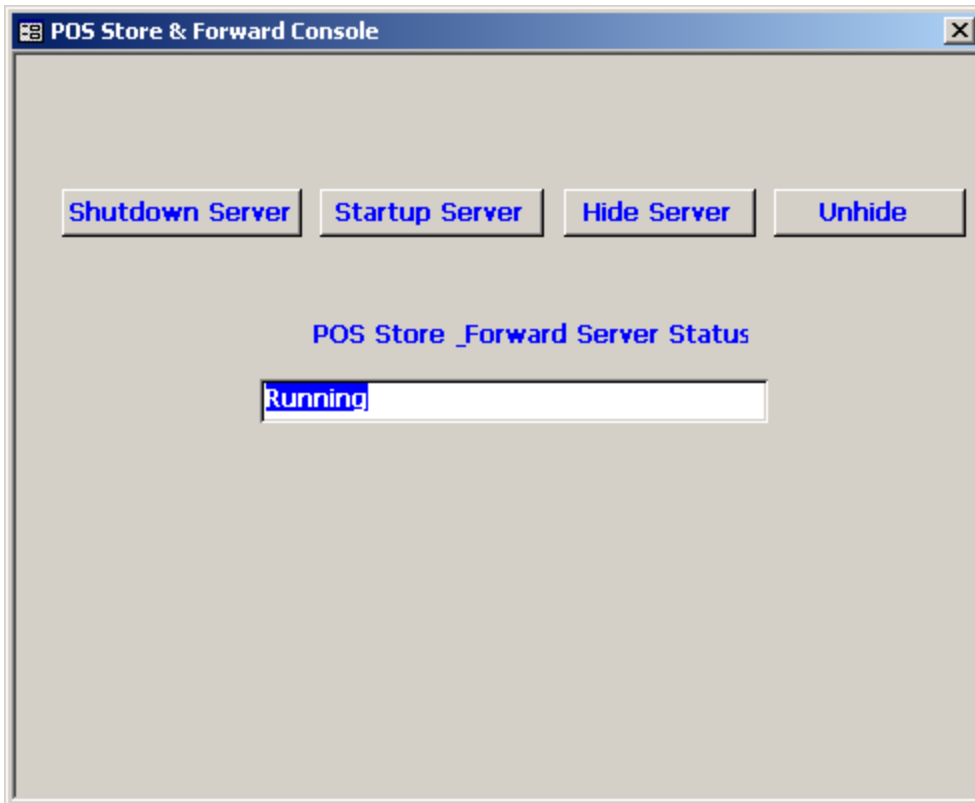 POS Store & Forward Console
Shutdown Server Startup Server Hide Server Unhide
POS Store _Forward Server Status
Running